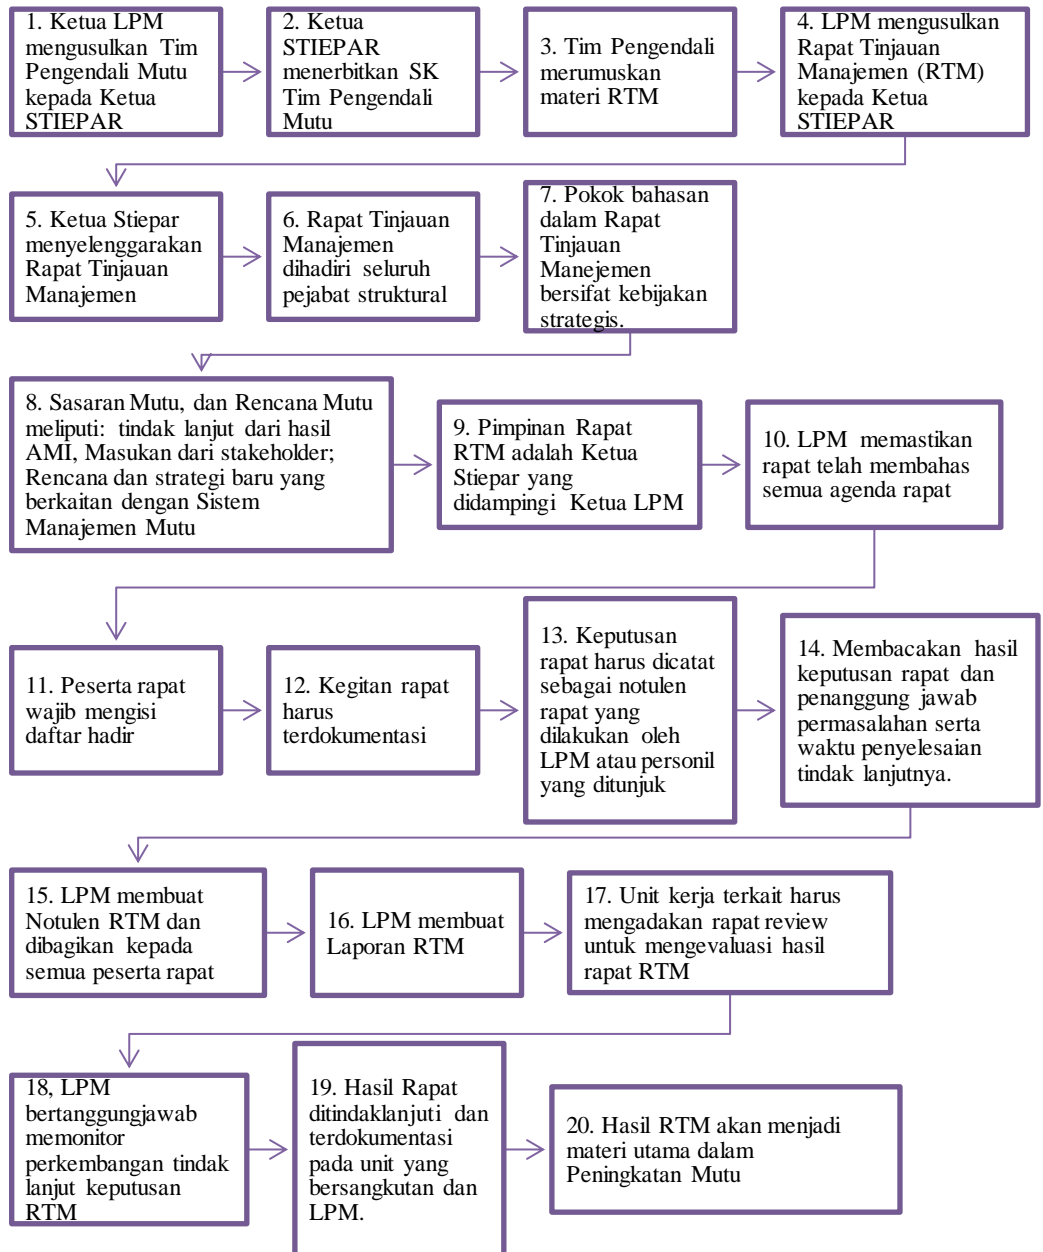 1. Ketua LPM
mengusulkan Tim
Pengendali Mutu
kepada Ketua
STIEPAR
2. Ketua
STIEPAR
menerbitkan SK
Tim Pengendali
Mutu
3. Tim Pengendali
merumuskan
materi RTM
4. LPM mengusulkan
Rapat Tinjauan
Manajemen (RTM)
kepada Ketua
STIEPAR
5. Ketua Stiepar
menyelenggarakan
Rapat Tinjauan
Manajemen
6. Rapat Tinjauan
Manajemen
dihadiri seluruh
pejabat struktural
7. Pokok bahasan
dalam Rapat
Tinjauan
Manejemen
bersifat kebijakan
strategis.
8. Sasaran Mutu, dan Rencana Mutu
meliputi: tindak lanjut dari hasil
AMI, Masukan dari stakeholder;
Rencana dan strategi baru yang
berkaitan dengan Sistem
Manajemen Mutu
9. Pimpinan Rapat
RTM adalah Ketua
Stiepar yang
didampingi Ketua LPM
10. LPM memastikan
rapat telah membahas
semua agenda rapat
11. Peserta rapat
wajib mengisi
daftar hadir
12. Kegitan rapat
harus
terdokumentasi
13. Keputusan
rapat harus dicatat
sebagai notulen
rapat yang
dilakukan oleh
LPM atau personil
yang ditunjuk
14. Membacakan hasil
keputusan rapat dan
penanggung jawab
permasalahan serta
waktu penyelesaian
tindak lanjutnya.
15. LPM membuat
Notulen RTM dan
dibagikan kepada
semua peserta rapat
16. LPM membuat
Laporan RTM
17. Unit kerja terkait harus
mengadakan rapat review
untuk mengevaluasi hasil
rapat RTM
18, LPM
bertanggungjawab
memonitor
perkembangan tindak
lanjut keputusan
RTM
19. Hasil Rapat
ditindaklanjuti dan
terdokumentasi
pada unit yang
bersangkutan dan
LPM.
20. Hasil RTM akan menjadi
materi utama dalam
Peningkatan Mutu